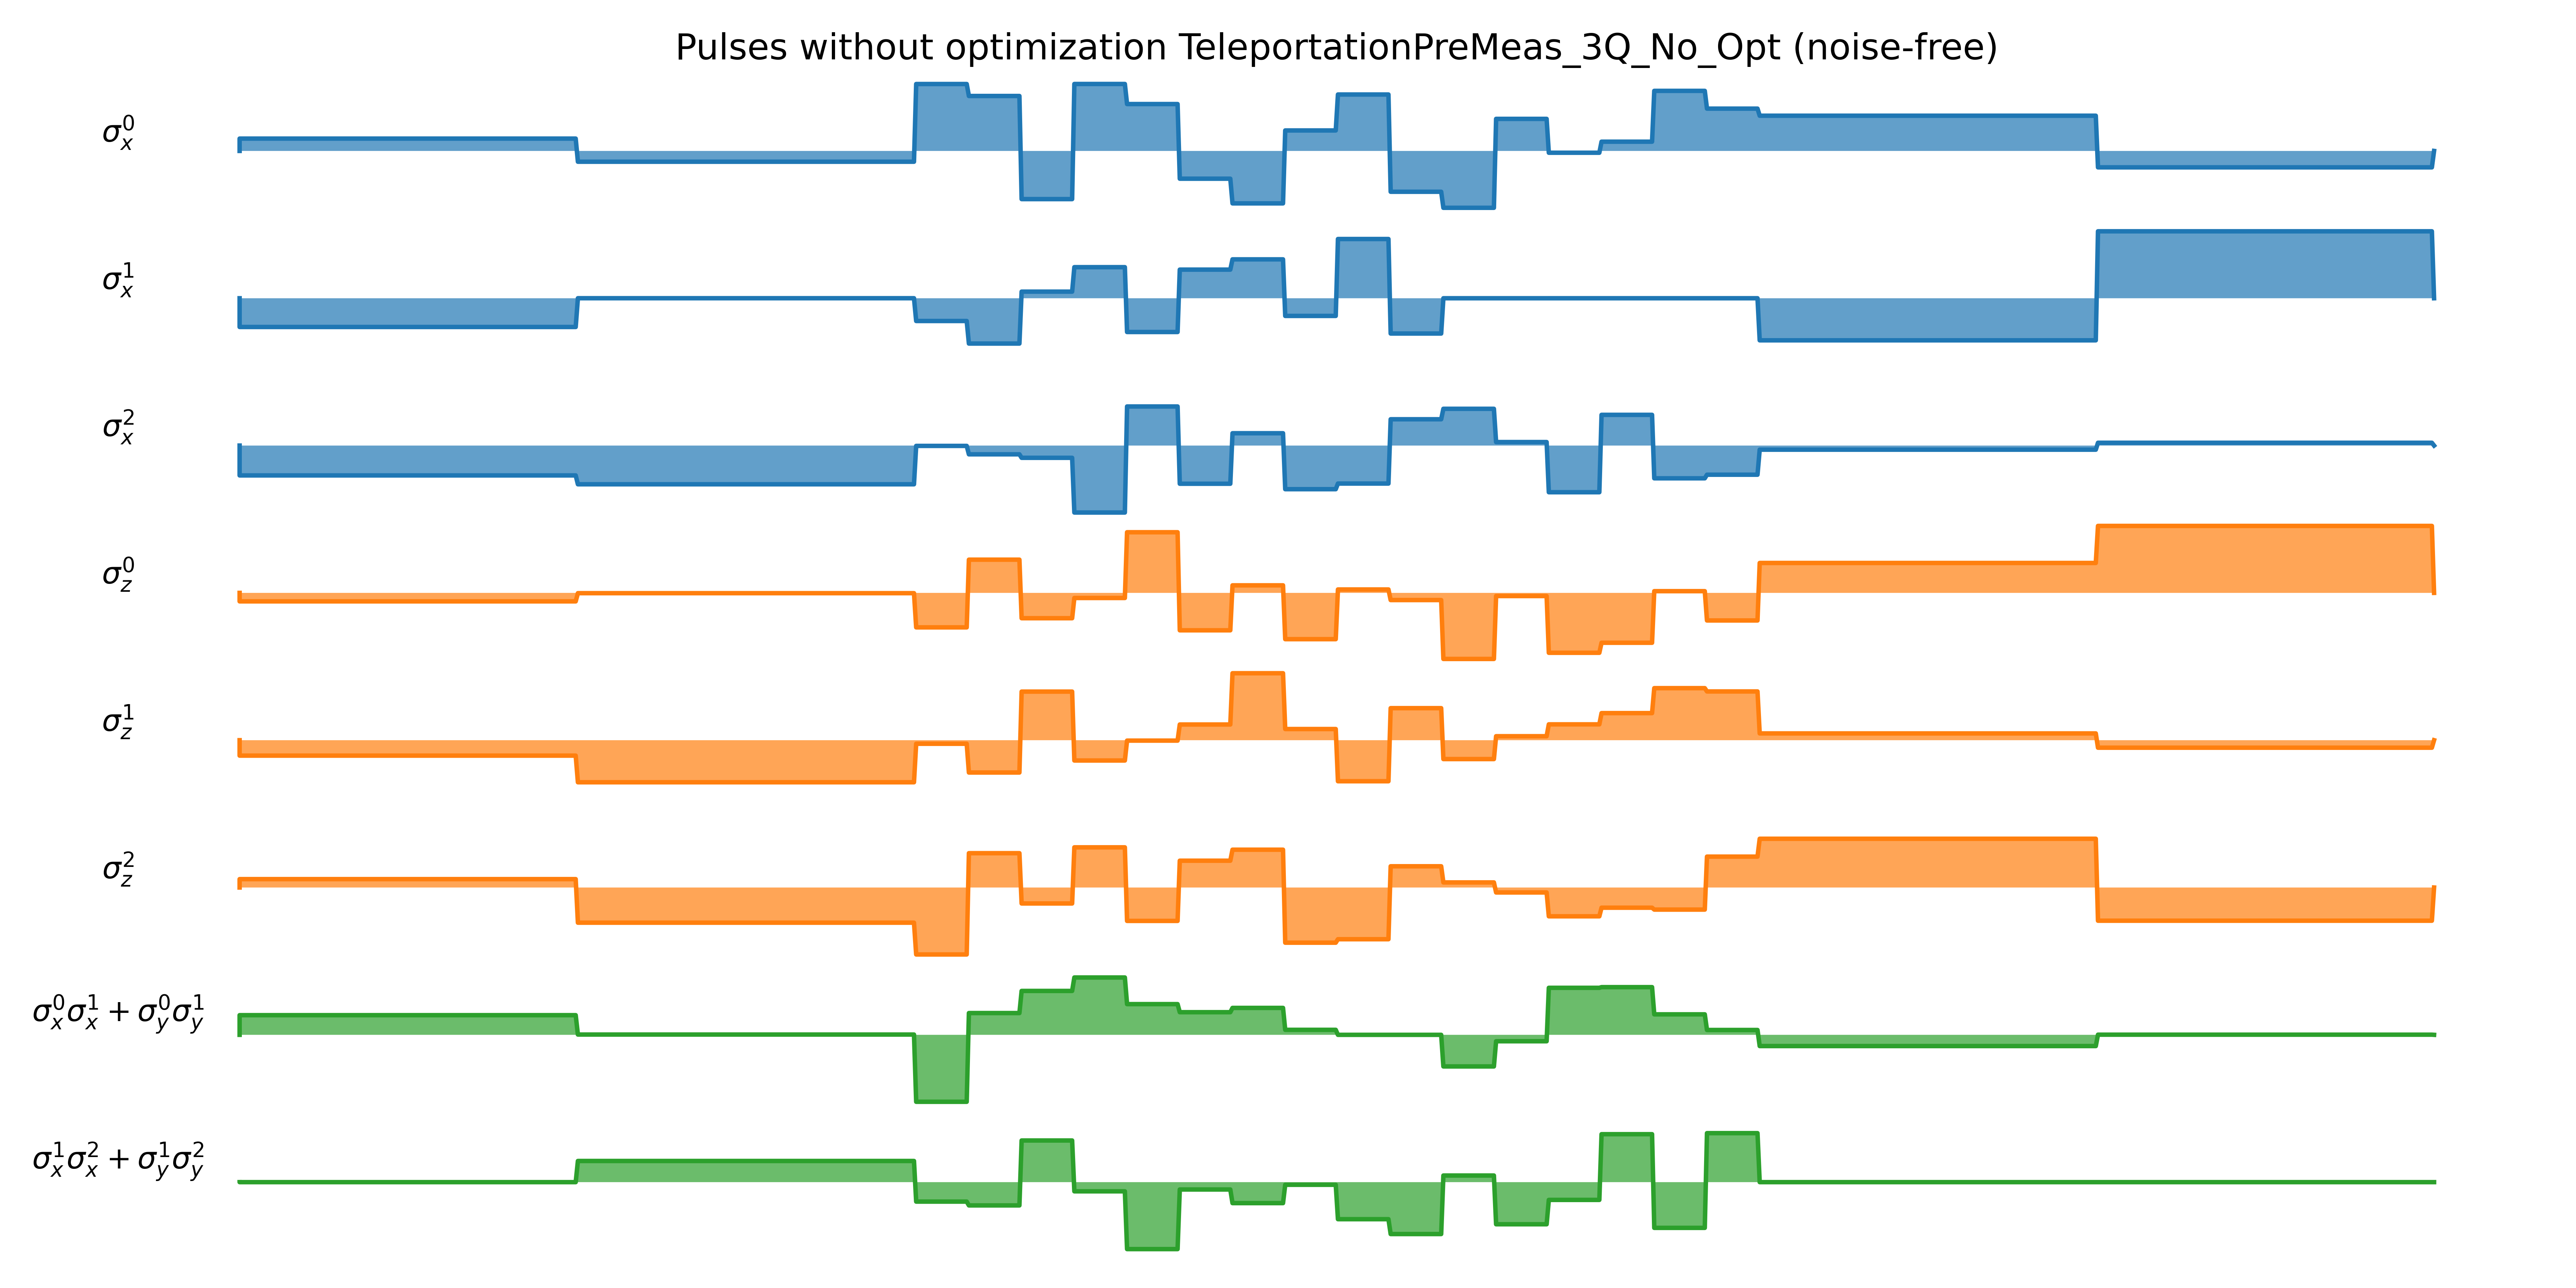 Pulses without optimization TeleportationPreMeas_3Q_No_Opt (noise-free)
σ_x^0
σ_x^1
σ_x^2
σ_z^0
σ_z^1
σ_z^2
σ_x^0σ_x^1 + σ_y^0σ_y^1
σ_x^1σ_x^2 + σ_y^1σ_y^2